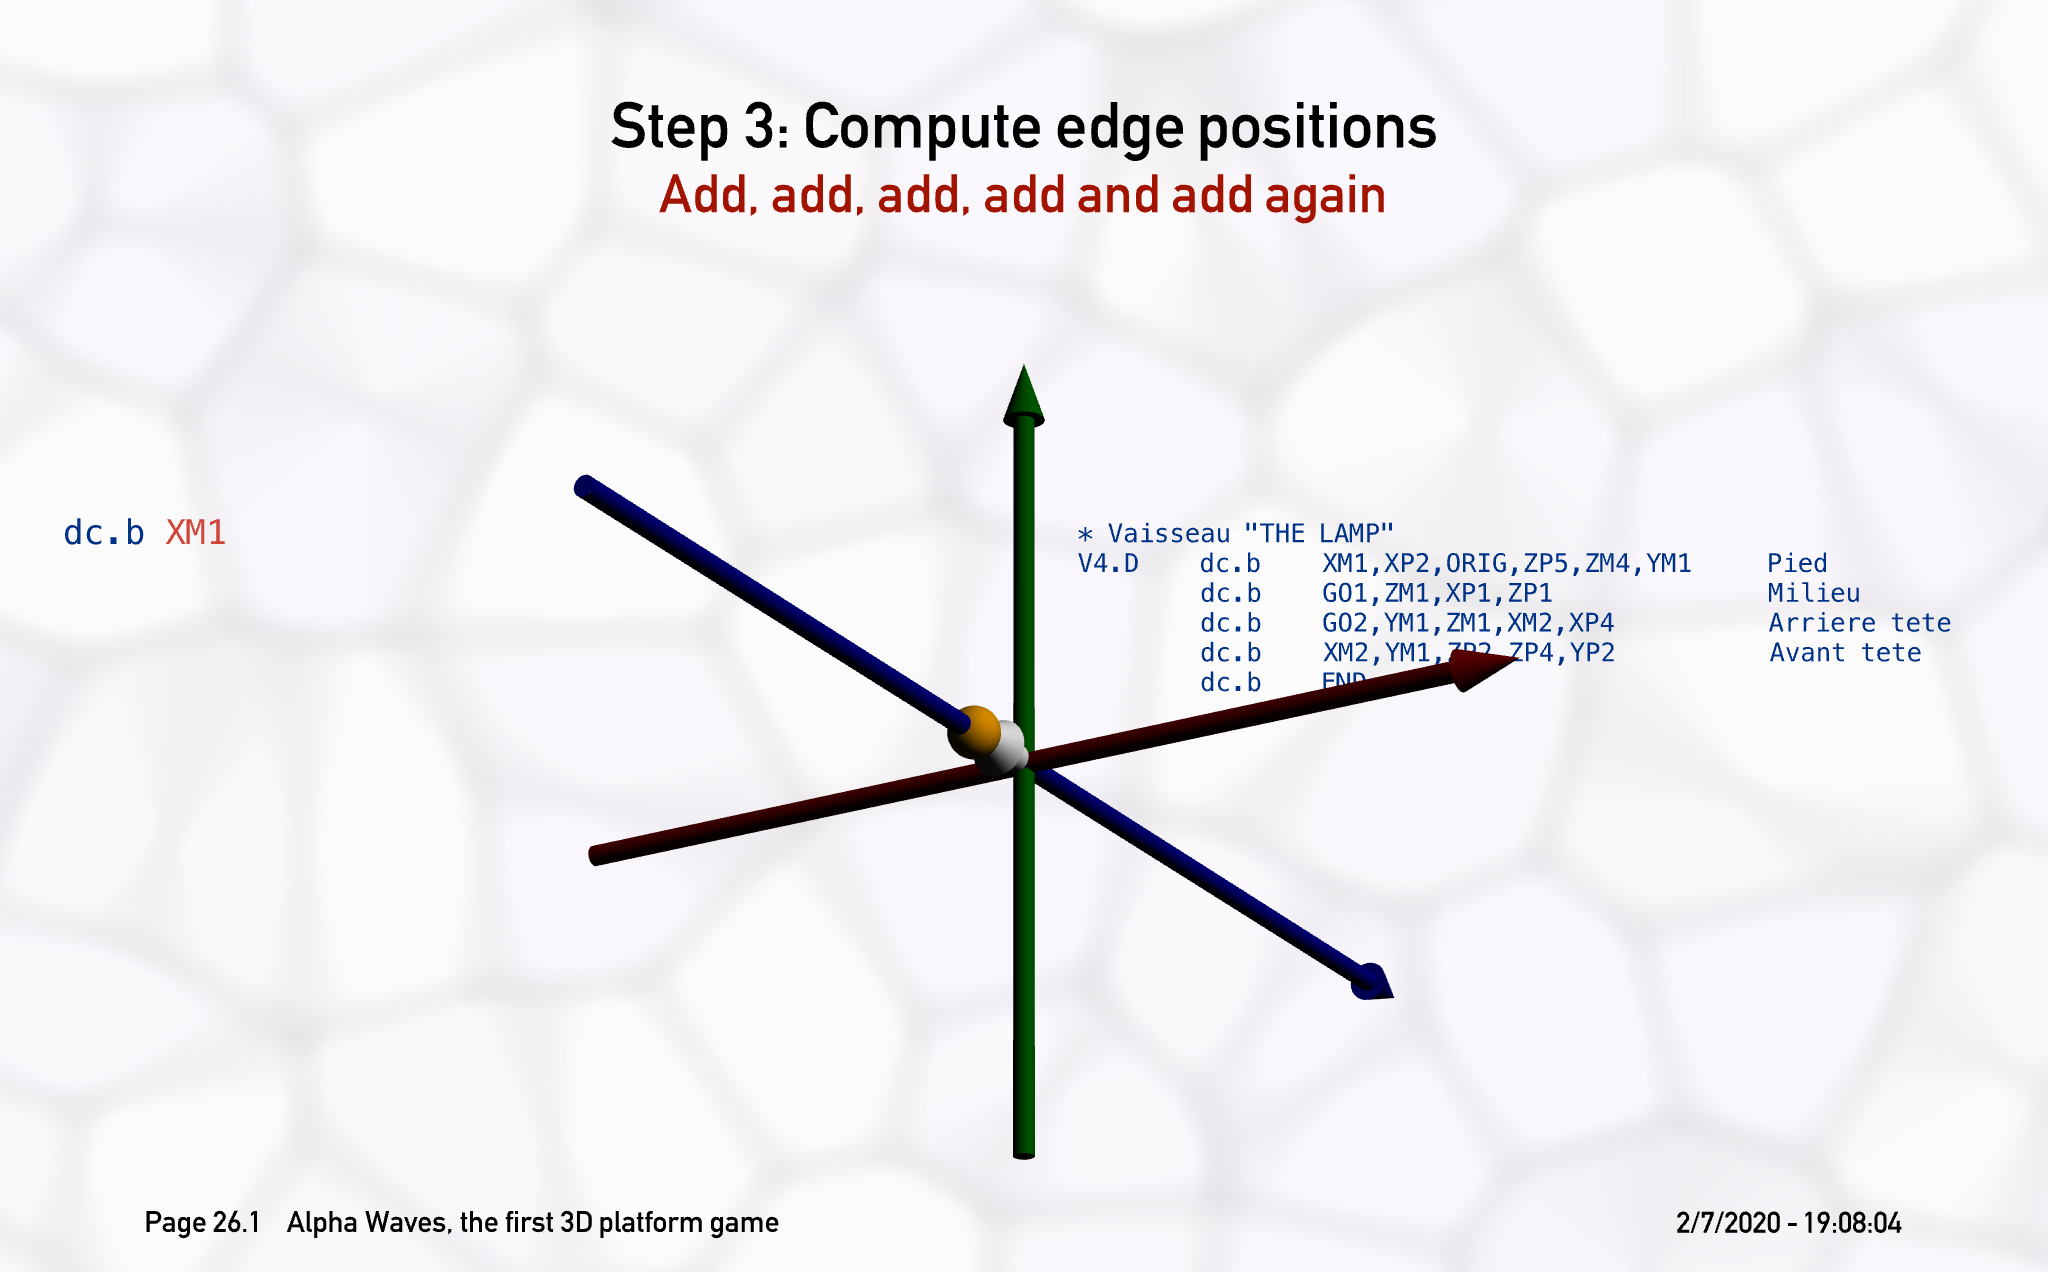 Step 3: Compute edge positions
Add, add, add, add and add again
dc.b XM1
* Vaisseau "THE LAMP"
V4.D dc.b XM1,XP2,ORIG,ZP5,ZM4,YM1 Pied
dc.b GO1,ZM1,XP1,ZP1 Milieu
dc.b GO2,YM1,ZM1,XM2,XP4 Arriere tete
dc.b XM2,YM1,ZP2,ZP4,YP2 Avant tete
dc.b END
Page 26.1 Alpha Waves, the first 3D platform game
2/7/2020 - 19:08:04